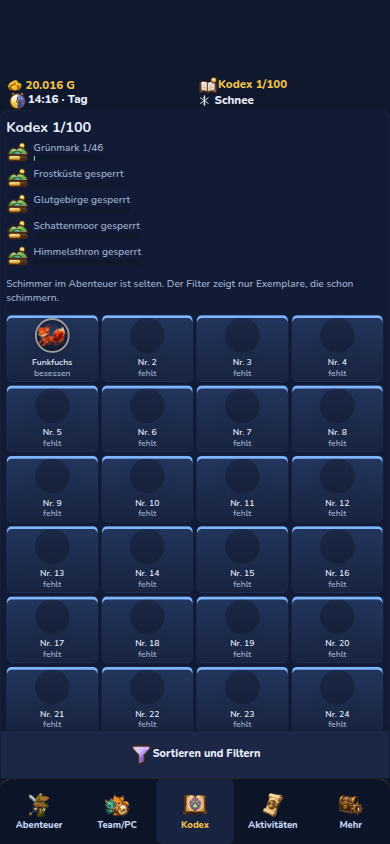 20.016 G
Kodex 1/100
14:16 · Tag
Schnee
Kodex 1/100
Grünmark 1/46
Frostküste gesperrt
Glutgebirge gesperrt
Schattenmoor gesperrt
Himmelsthron gesperrt
Schimmer im Abenteuer ist selten. Der Filter zeigt nur Exemplare, die schon
schimmern.
Funkfuchs
besessen
Nr. 2
fehlt
Nr. 3
fehlt
Nr. 4
fehlt
Nr. 5
fehlt
Nr. 6
fehlt
Nr. 7
fehlt
Nr. 8
fehlt
Nr. 9
fehlt
Nr. 10
fehlt
Nr. 11
fehlt
Nr. 12
fehlt
Nr. 13
fehlt
Nr. 14
fehlt
Nr. 15
fehlt
Nr. 16
fehlt
Nr. 17
fehlt
Nr. 18
fehlt
Nr. 19
fehlt
Nr. 20
fehlt
Nr. 21
fehlt
Nr. 22
fehlt
Nr. 23
fehlt
Nr. 24
fehlt
Sortieren und Filtern
Abenteuer
Team/PC
Kodex
Aktivitäten
Mehr